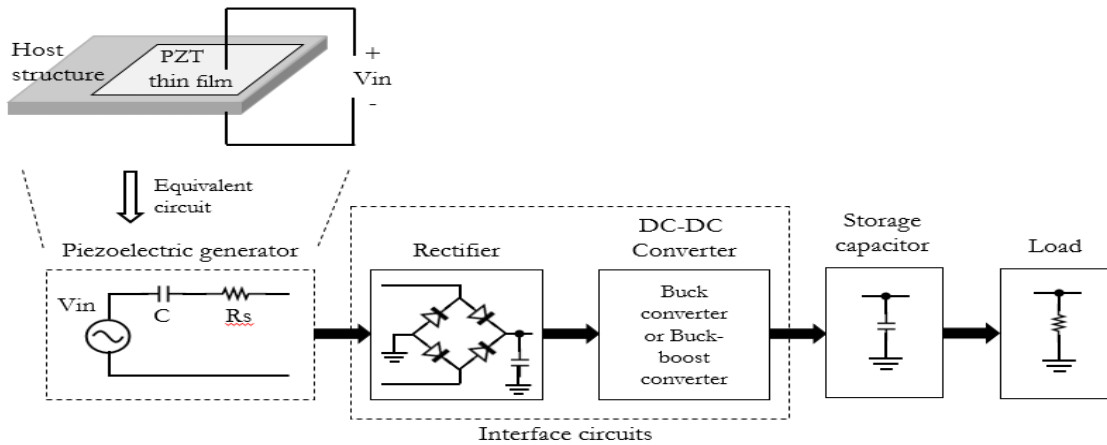 Host
structure
PZT
thin film
+
Vin
-
Equivalent
circuit
Piezoelectric generator
Vin
C
Rs
Rectifier
DC-DC
Converter
Buck
converter
or Buck-
boost
converter
Interface circuits
Storage
capacitor
Load